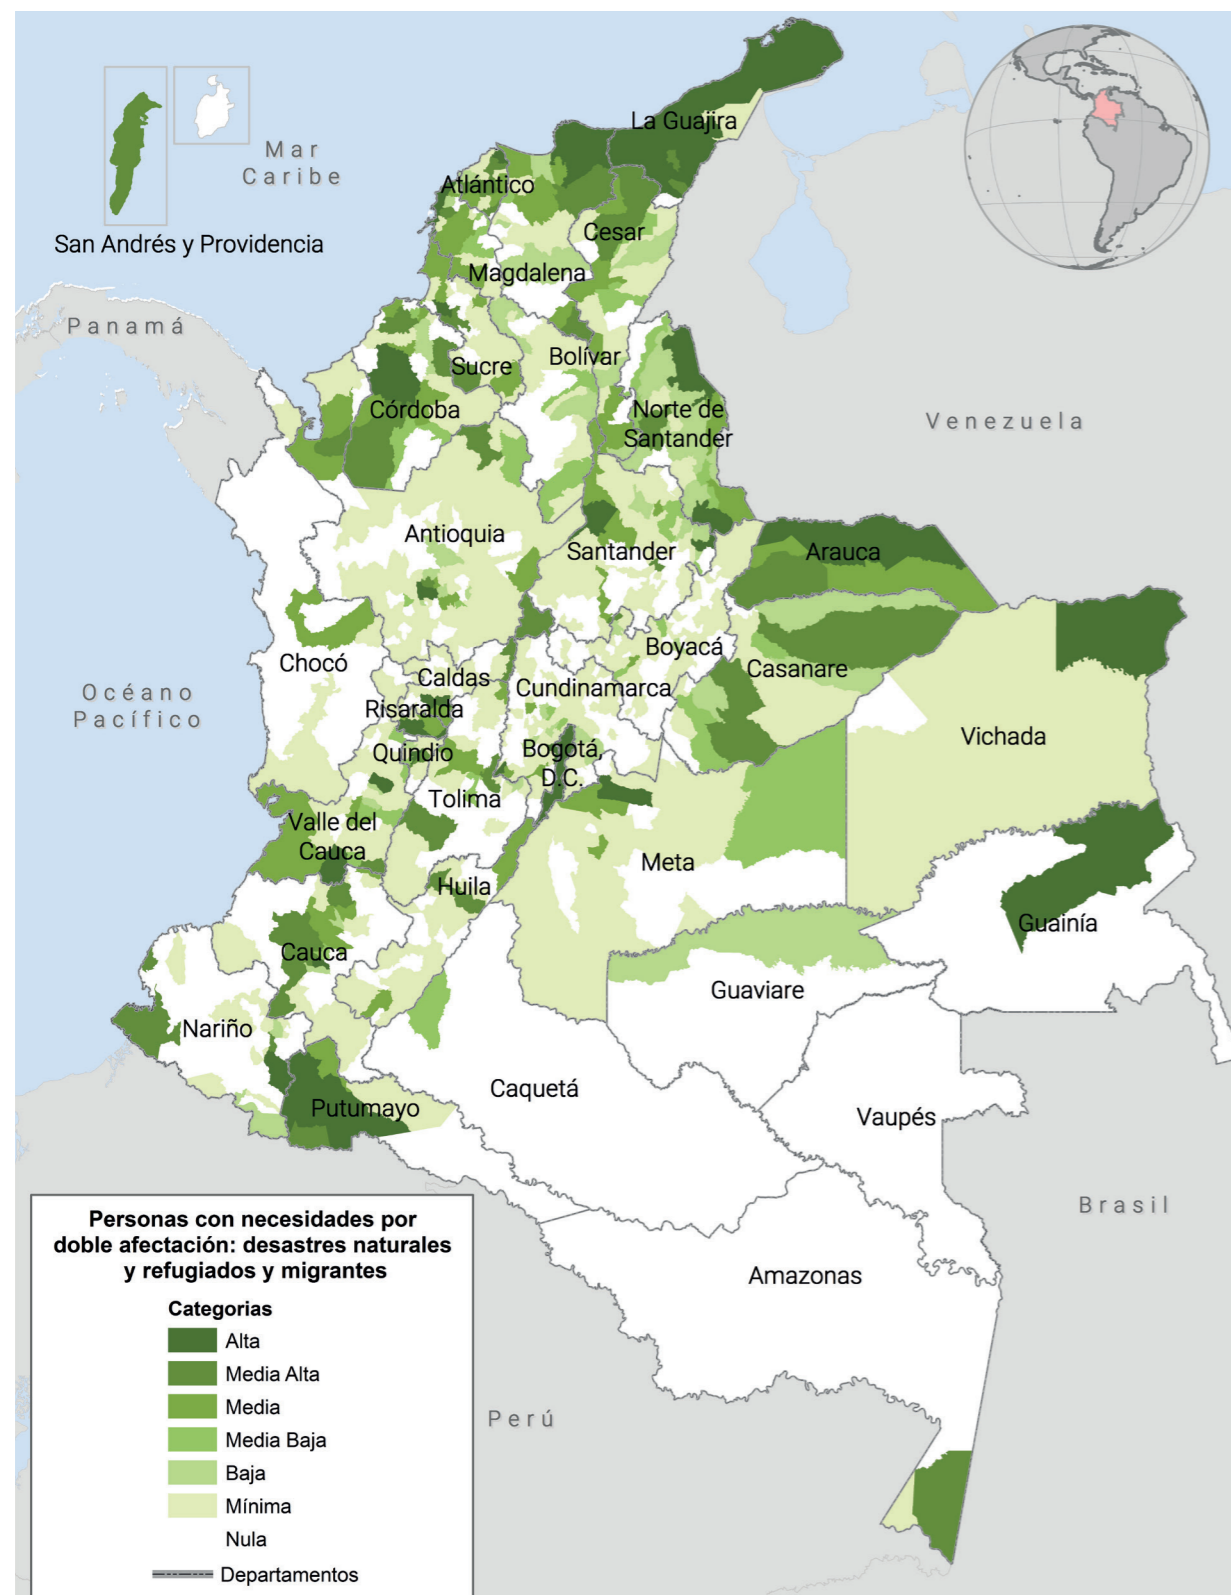 La Guajira
Mar
Caribe
Atlántico
San Andrés y Providencia
Cesar
Magdalena
Panamá
Bolívar
Sucre
Córdoba
Norte de
Santander
Venezuela
Antioquia
Santander
Arauca
Boyacá
Chocó
Casanare
Caldas
Cundinamarca
Océano
Pacífico
Risaralda
Vichada
Quindio
Bogotá,
D.C.
Tolima
Valle del
Cauca
Meta
Huila
Guainía
Cauca
Guaviare
Nariño
Caquetá
Putumayo
Vaupés
Brasil
Amazonas
Perú
Personas con necesidades por
doble afectación: desastres naturales
y refugiados y migrantes
Categorias
Alta
Media Alta
Media
Media Baja
Baja
Mínima
Nula
Departamentos